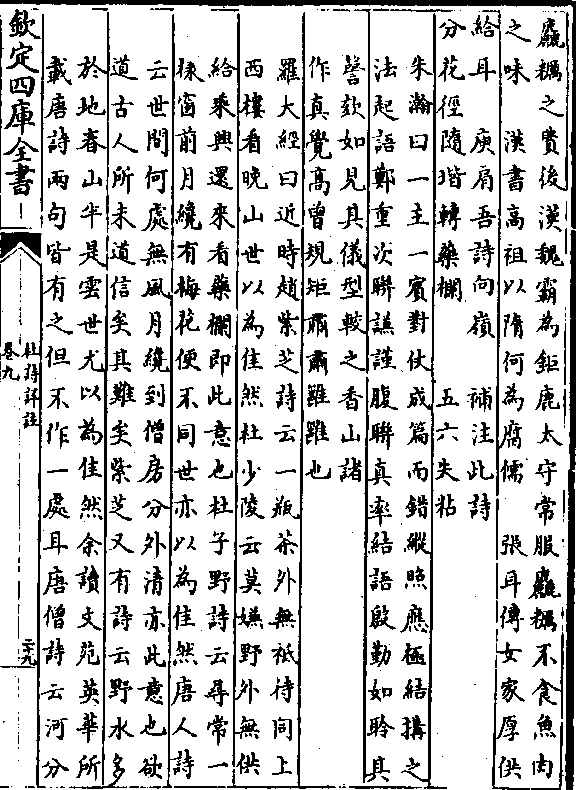 麤糲之貴後漢魏霸為鉅鹿太守常服麤糲不食魚肉
之味　漢書高祖以隋何為腐儒　張耳傳女家厚供
給耳　庾肩吾詩向嶺　補注此詩
分花徑隨堦轉藥欄　五六失粘
朱瀚曰一主一賓對仗成篇而錯縱照應極結搆之
法起語鄭重次聯謙謹腹聯真率結語殷勤如聆其
謦欬如見其儀型較之香山諸
作真覺高曾規矩肅肅雝雝也
羅大經曰近時趙紫芝詩云一瓶茶外無祗待同上
西樓看晚山世以為佳然杜少陵云莫嫌野外無供
給乘興還來看藥欄即此意也杜子野詩云尋常一
樣窗前月纔有梅花便不同世亦以為佳然唐人詩
云世間何處無風月纔到僧房分外清亦此意也欲
道古人所未道信矣其難矣紫芝又有詩云野水多
於地春山半是雲世尤以為佳然余讀文苑英華所
載唐詩兩句皆有之但不作一處耳唐僧詩云河分
欽定四庫全書
杜詩詳註
卷九
二十九